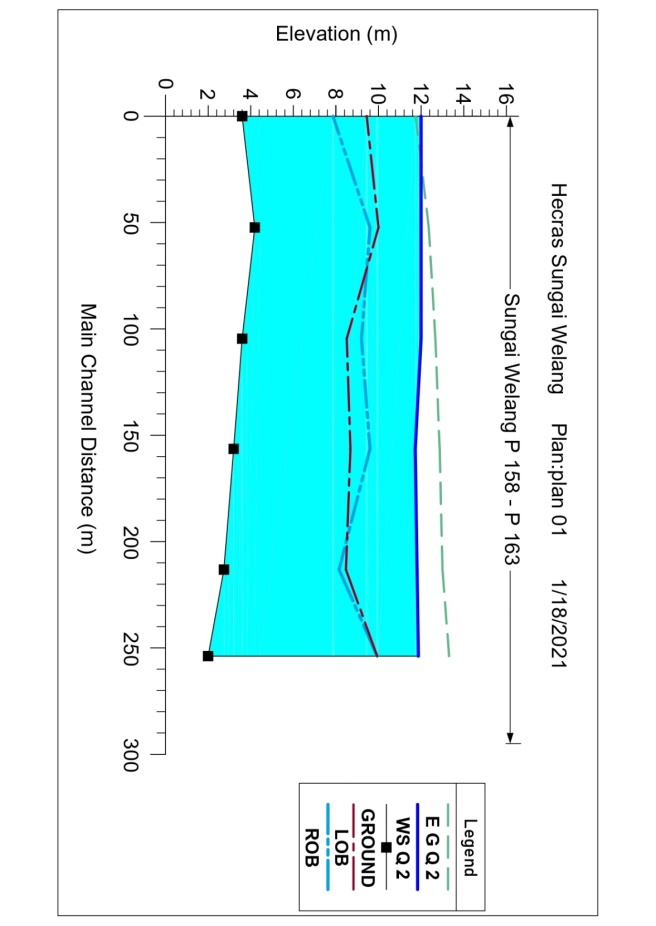 Hecras Sungai Welang Plan:plan 01 1/18/2021
Sungai Welang P 158 - P 163
Elevation (m)
16
14
12
10
8
6
4
2
0
0 50 100 150 200 250 300
Main Channel Distance (m)
Legend
E G Q 2
WS Q 2
GROUND
LOB
ROB